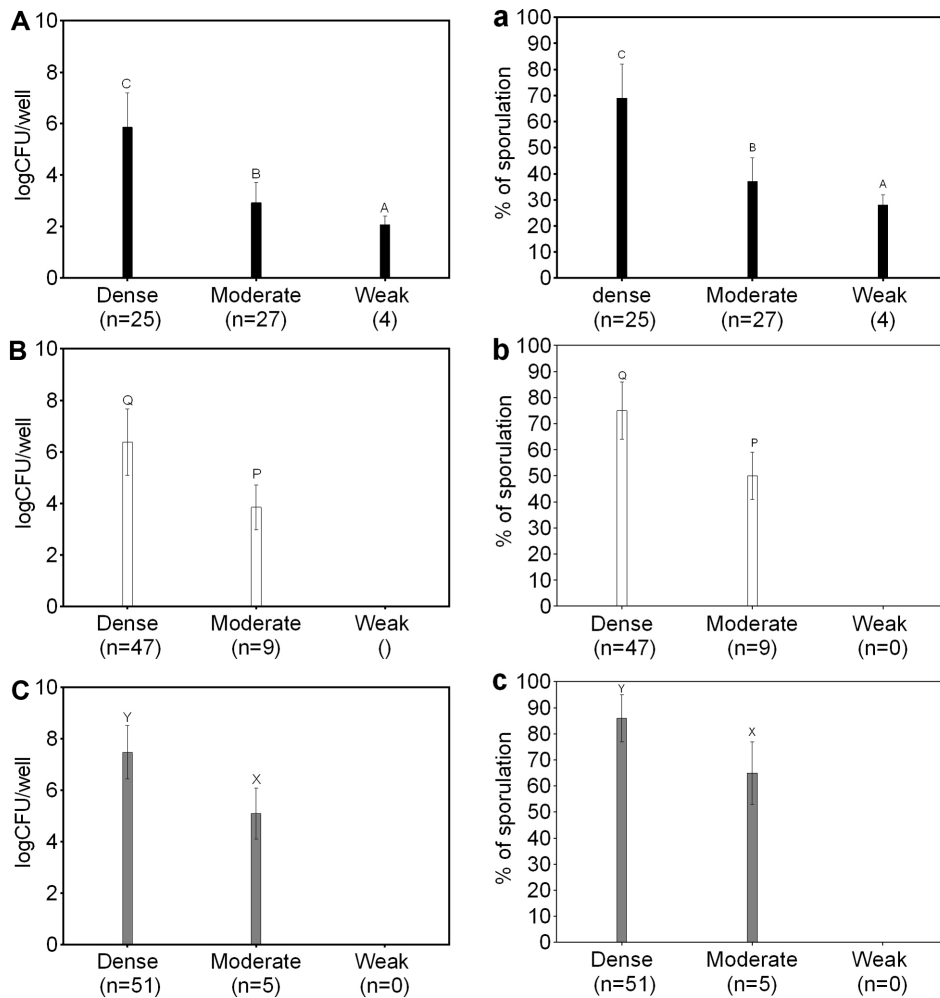 A
10
8
6
4
2
0
logCFU/well
C
B
A
Dense Moderate Weak
(n=25) (n=27) (4)
a
100
90
80
70
60
50
40
30
20
10
0
% of sporulation
C
B
A
dense Moderate Weak
(n=25) (n=27) (4)
B
10
8
6
4
2
0
logCFU/well
Q
P
Dense Moderate Weak
(n=47) (n=9) ()
b
100
90
80
70
60
50
40
30
20
10
0
% of sporulation
Q
P
Dense Moderate Weak
(n=47) (n=9) (n=0)
C
10
8
6
4
2
0
logCFU/well
Y
X
Dense Moderate Weak
(n=51) (n=5) (n=0)
c
100
90
80
70
60
50
40
30
20
10
0
% of sporulation
Y
X
Dense Moderate Weak
(n=51) (n=5) (n=0)